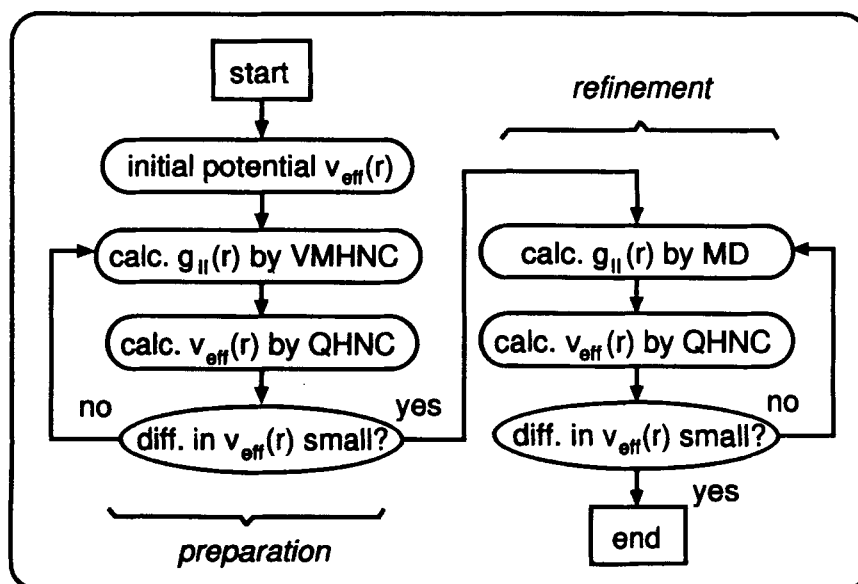 start
initial potential v_eff(r)
calc. g_II(r) by VMHNC
calc. v_eff(r) by QHNC
no
yes
diff. in v_eff(r) small?
preparation
refinement
calc. g_II(r) by MD
calc. v_eff(r) by QHNC
no
diff. in v_eff(r) small?
yes
end